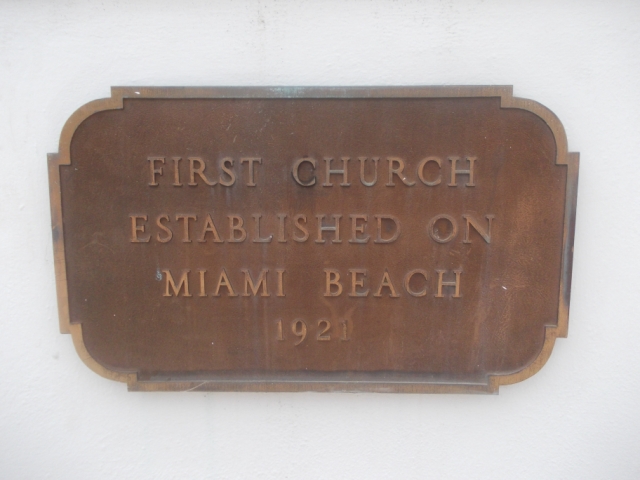 FIRST CHURCH
ESTABLISHED ON
MIAMI BEACH
1921